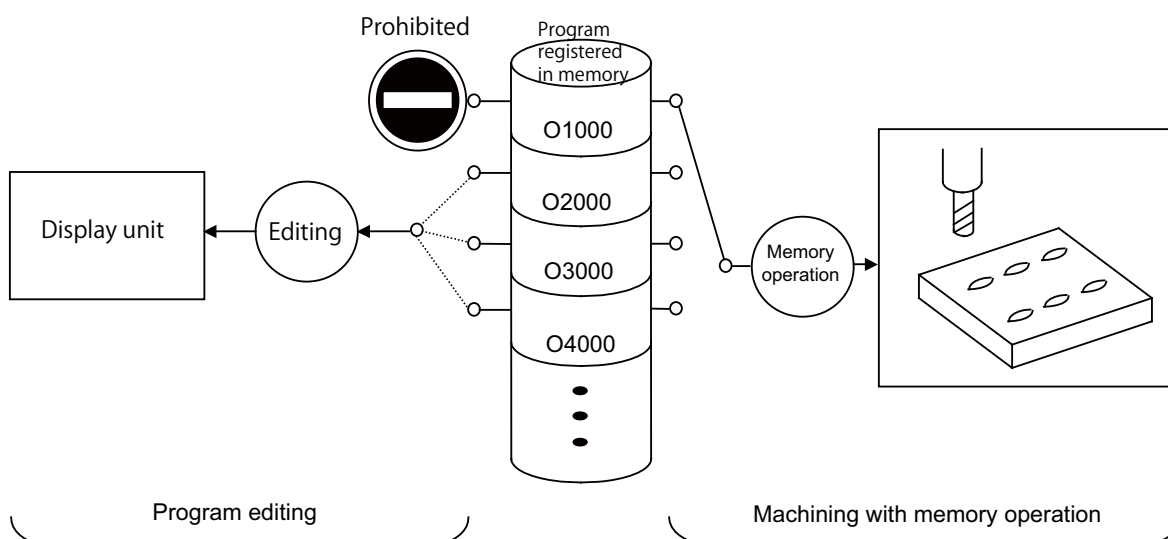 Prohibited
Program
registered
in memory
O1000
O2000
O3000
O4000
Display unit
Editing
Memory
operation
Program editing
Machining with memory operation